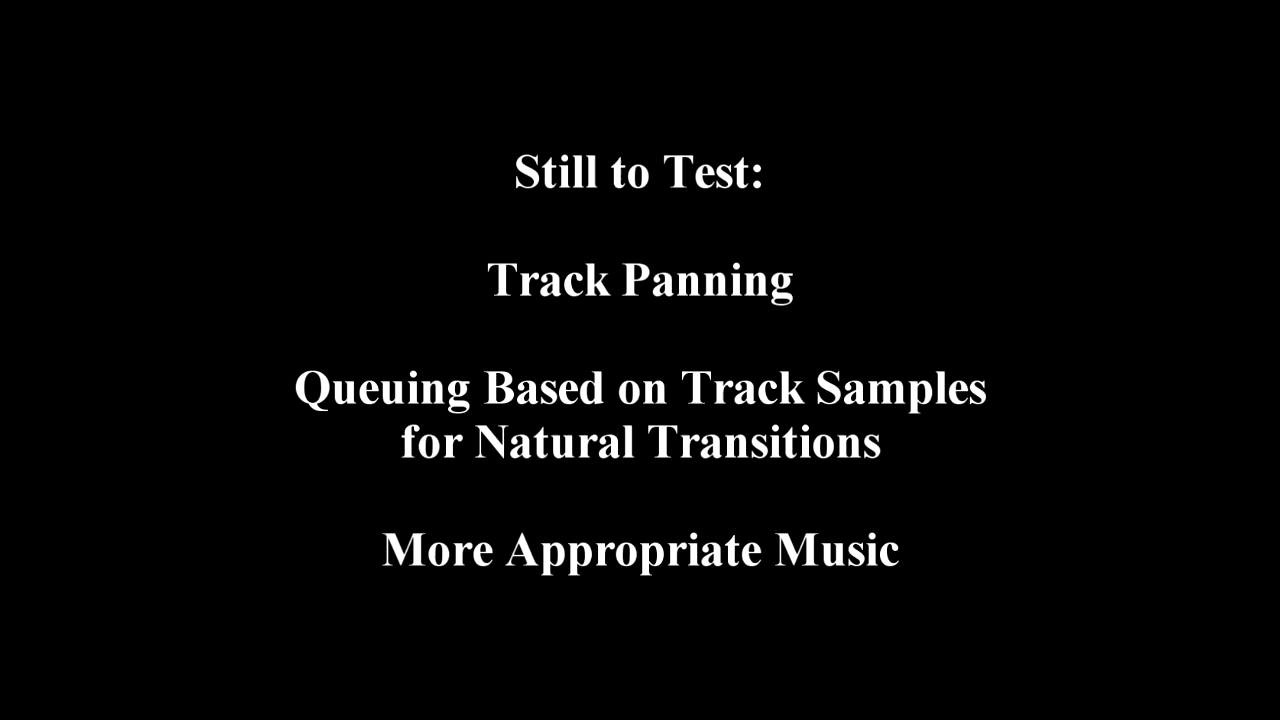 Still to Test:
Track Panning
Queuing Based on Track Samples
for Natural Transitions
More Appropriate Music